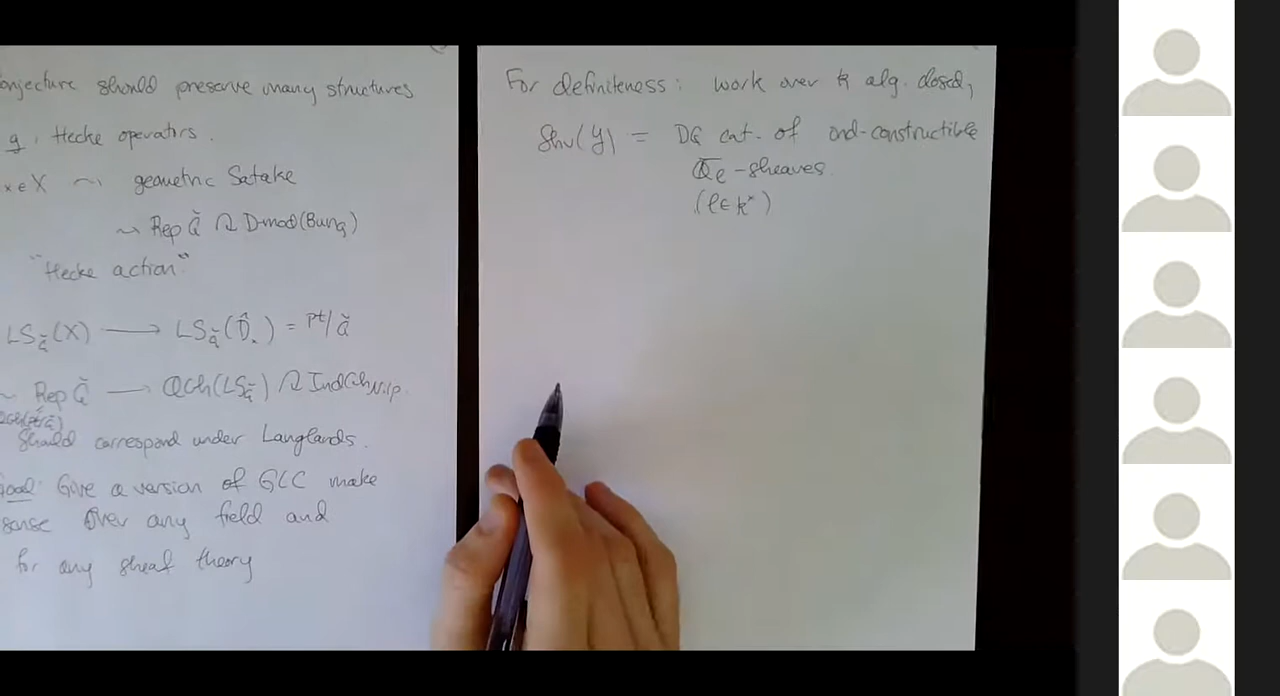 onjecture should preserve many structures
g, Hecke operators.
x ∈ X ⤳ geometric Satake
⤳ Rep Ǧ ↷ D-mod(Bun_G)
"Hecke action"
LS_Ǧ(X) ⟶ LS_Ǧ(D̂_x) = pt/Ǧ
~ Rep Ǧ ⟶ QCoh(LS_Ǧ) ↷ IndCoh_Nilp.
should correspond under Langlands.
Goal: Give a version of GLC make
sense over any field and
for any sheaf theory
For definiteness: work over k alg. closed,
Shv(Y) = DG cat. of ind-constructible
Q̄_ℓ-sheaves.
(ℓ ∈ k^×)